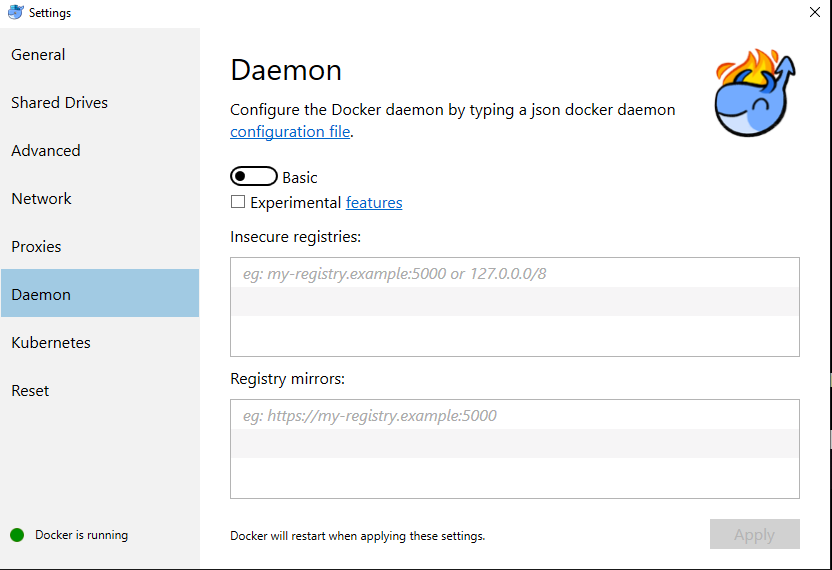 Settings
General
Shared Drives
Advanced
Network
Proxies
Daemon
Kubernetes
Reset
Docker is running
Daemon
Configure the Docker daemon by typing a json docker daemon
configuration file.
Basic
Experimental features
Insecure registries:
eg: my-registry.example:5000 or 127.0.0.0/8
Registry mirrors:
eg: https://my-registry.example:5000
Docker will restart when applying these settings.
Apply